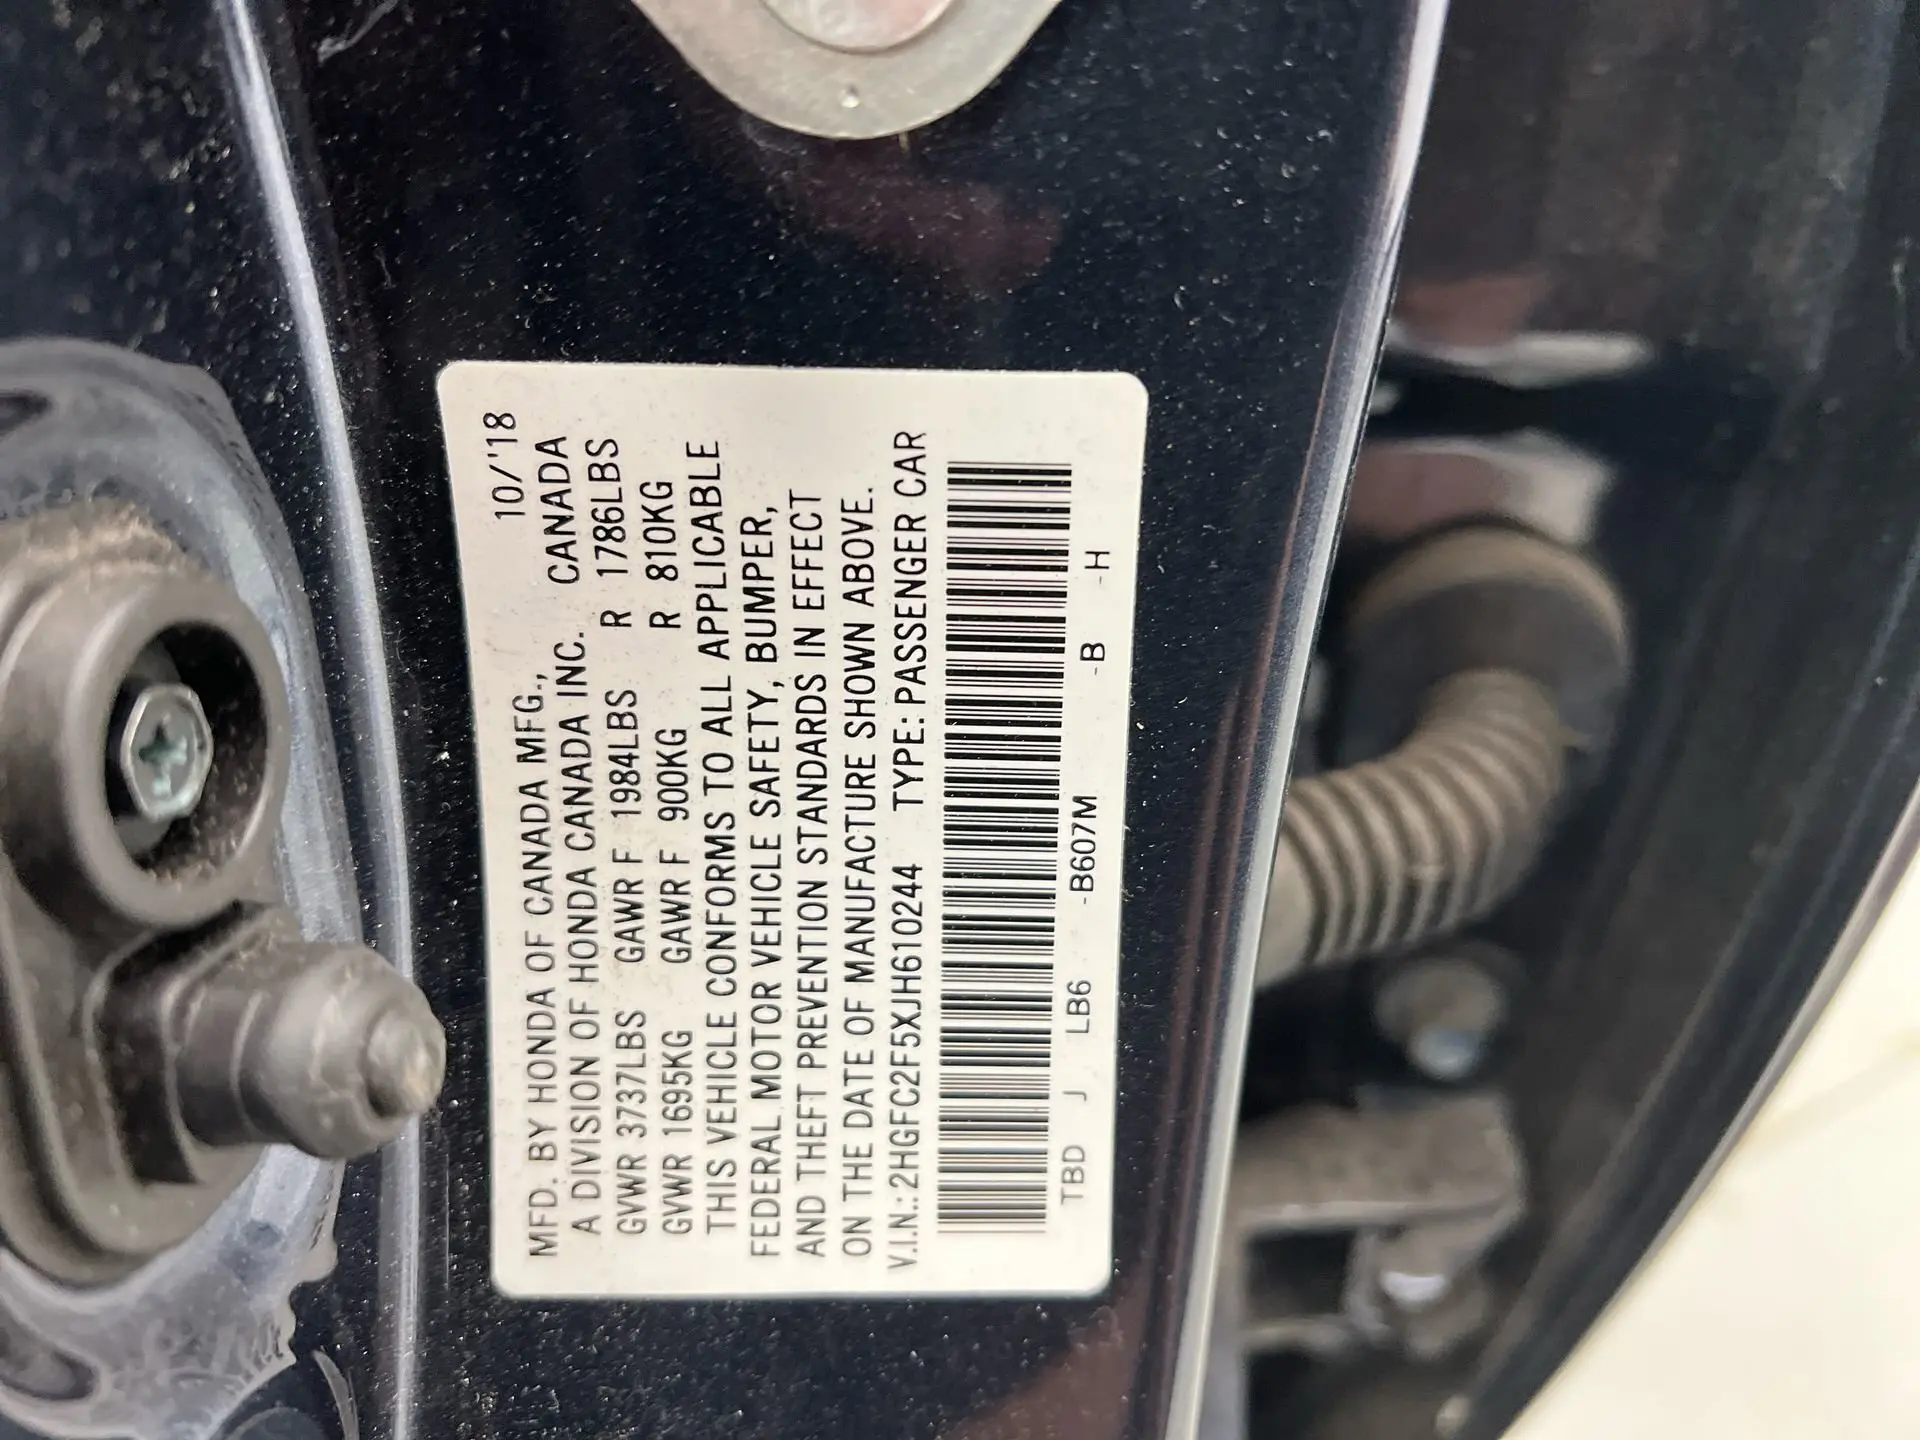 10/'18
MFD. BY HONDA OF CANADA MFG.,
A DIVISION OF HONDA CANADA INC. CANADA
GVWR 3737LBS GAWR F 1984LBS R 1786LBS
GVWR 1695KG GAWR F 900KG R 810KG
THIS VEHICLE CONFORMS TO ALL APPLICABLE
FEDERAL MOTOR VEHICLE SAFETY, BUMPER,
AND THEFT PREVENTION STANDARDS IN EFFECT
ON THE DATE OF MANUFACTURE SHOWN ABOVE.
V.I.N.:2HGFC2F5XJH610244 TYPE:PASSENGER CAR
TBD J LB6 -B607M -B -H